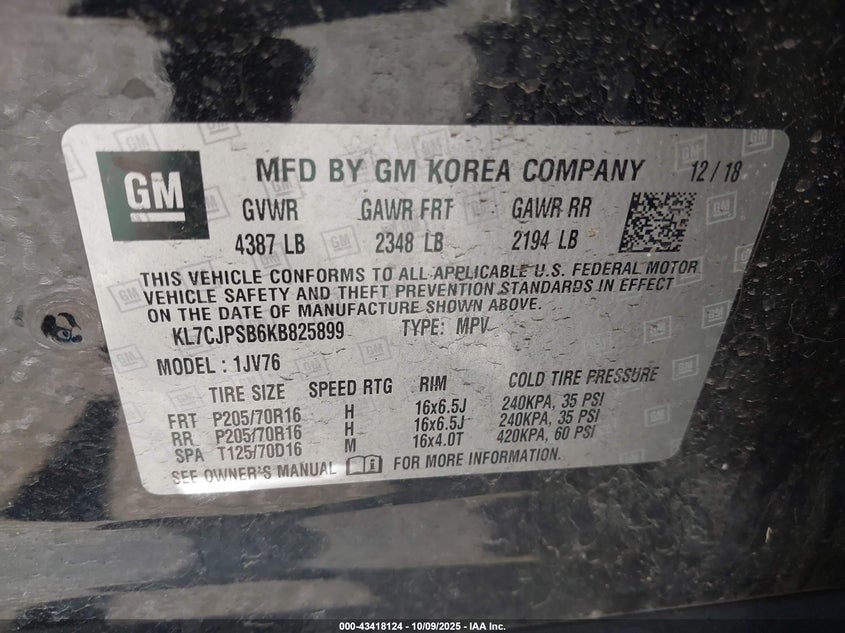 GM
MFD BY GM KOREA COMPANY 12/18
GVWR GAWR FRT GAWR RR
4387 LB 2348 LB 2194 LB
THIS VEHICLE CONFORMS TO ALL APPLICABLE U.S. FEDERAL MOTOR
VEHICLE SAFETY AND THEFT PREVENTION STANDARDS IN EFFECT
ON THE DATE OF MANUFACTURE SHOWN ABOVE.
KL7CJPSB6KB825899 TYPE: MPV
MODEL: 1JV76
TIRE SIZE SPEED RTG RIM COLD TIRE PRESSURE
FRT P205/70R16 H 16x6.5J 240KPA, 35 PSI
RR P205/70R16 H 16x6.5J 240KPA, 35 PSI
SPA T125/70D16 M 16x4.0T 420KPA, 60 PSI
SEE OWNER'S MANUAL FOR MORE INFORMATION.
000-43418124 - 10/09/2025 - IAA Inc.